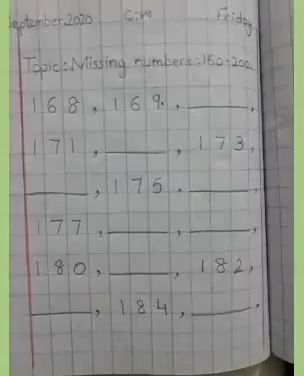 September 2020 C.W Friday
Topic: Missing numbers: 150-200.
168, 169, ____,
171, ____, 173,
____, 175. ____,
177, ____, ____,
180, ____, 182,
____, 184, ____.